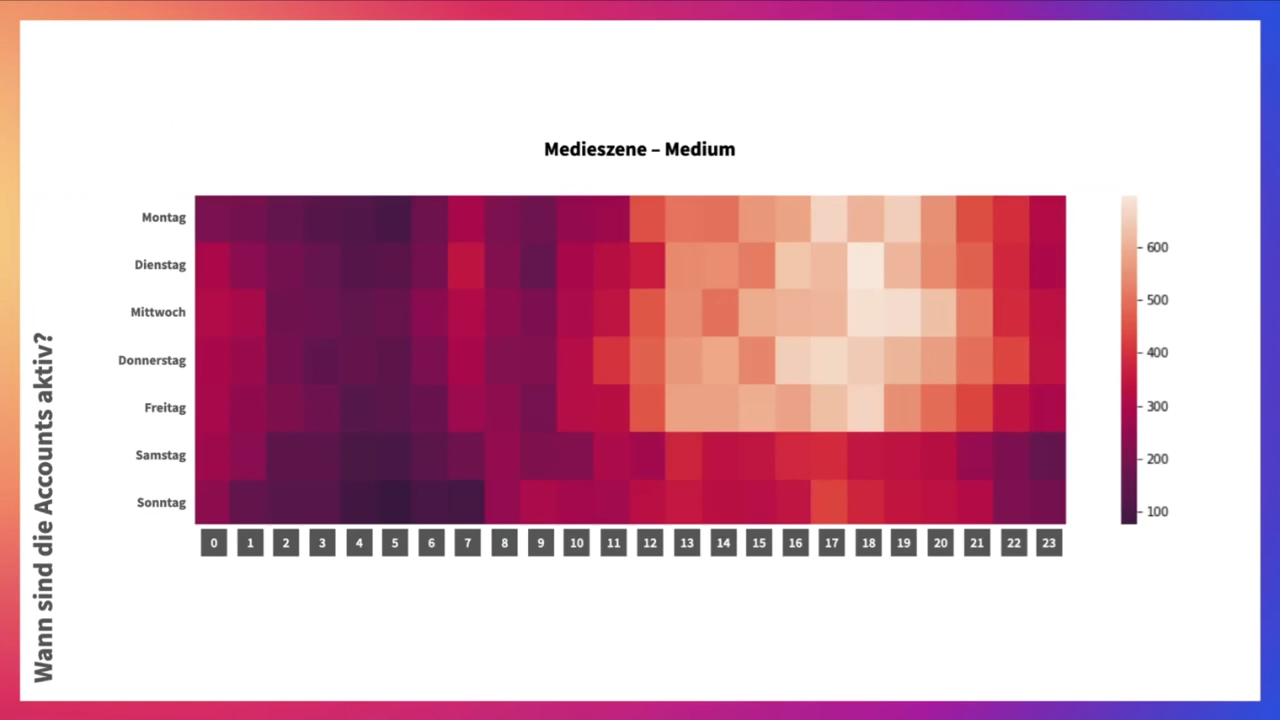 Medieszene – Medium
Wann sind die Accounts aktiv?
Montag
Dienstag
Mittwoch
Donnerstag
Freitag
Samstag
Sonntag
0 1 2 3 4 5 6 7 8 9 10 11 12 13 14 15 16 17 18 19 20 21 22 23
600
500
400
300
200
100